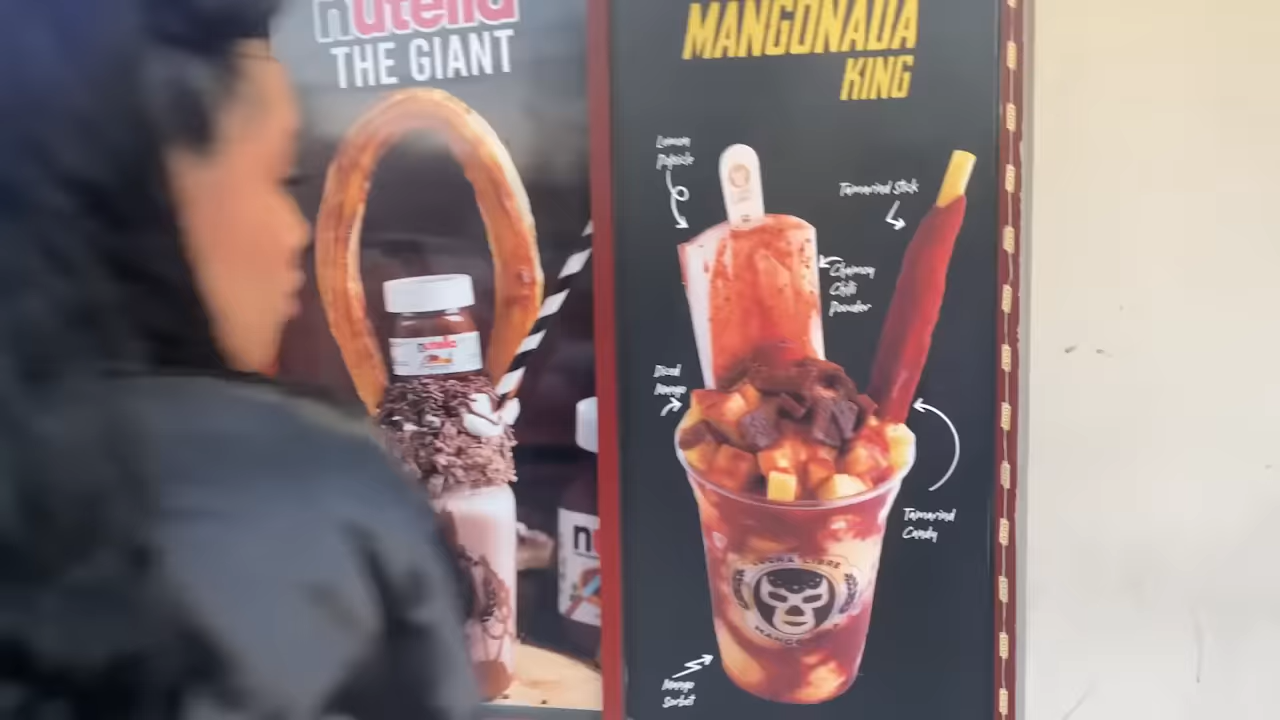 nutella
THE GIANT
nutella
n
MANGONADA
KING
Lemon
Popsicle
Tamarind Stick
Chamoy
Chili
Powder
Diced
Mango
Tamarind
Candy
LUCHA LIBRE
Mango
Sorbet